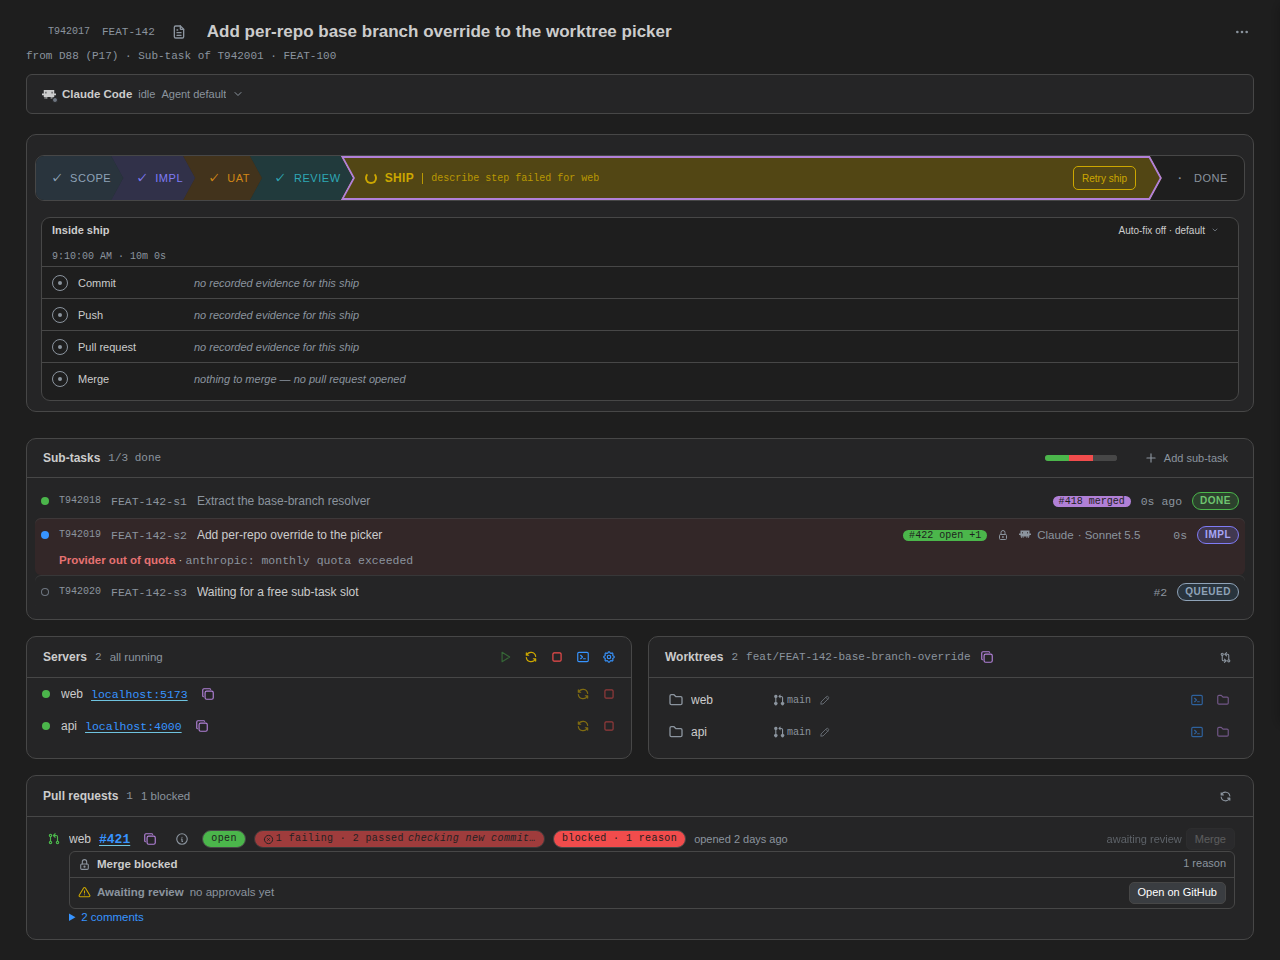 T942017 FEAT-142 Add per-repo base branch override to the worktree picker
from D88 (P17) · Sub-task of T942001 · FEAT-100
Claude Code idle Agent default
SCOPE IMPL UAT REVIEW SHIP describe step failed for web Retry ship · DONE
Inside ship Auto-fix off · default
9:10:00 AM · 10m 0s
Commit no recorded evidence for this ship
Push no recorded evidence for this ship
Pull request no recorded evidence for this ship
Merge nothing to merge — no pull request opened
Sub-tasks 1/3 done Add sub-task
T942018 FEAT-142-s1 Extract the base-branch resolver #418 merged 0s ago DONE
T942019 FEAT-142-s2 Add per-repo override to the picker #422 open +1 Claude · Sonnet 5.5 0s IMPL
Provider out of quota · anthropic: monthly quota exceeded
T942020 FEAT-142-s3 Waiting for a free sub-task slot #2 QUEUED
Servers 2 all running
web localhost:5173
api localhost:4000
Worktrees 2 feat/FEAT-142-base-branch-override
web main
api main
Pull requests 1 1 blocked
web #421 open 1 failing · 2 passed checking new commit… blocked · 1 reason opened 2 days ago awaiting review Merge
Merge blocked 1 reason
Awaiting review no approvals yet Open on GitHub
2 comments